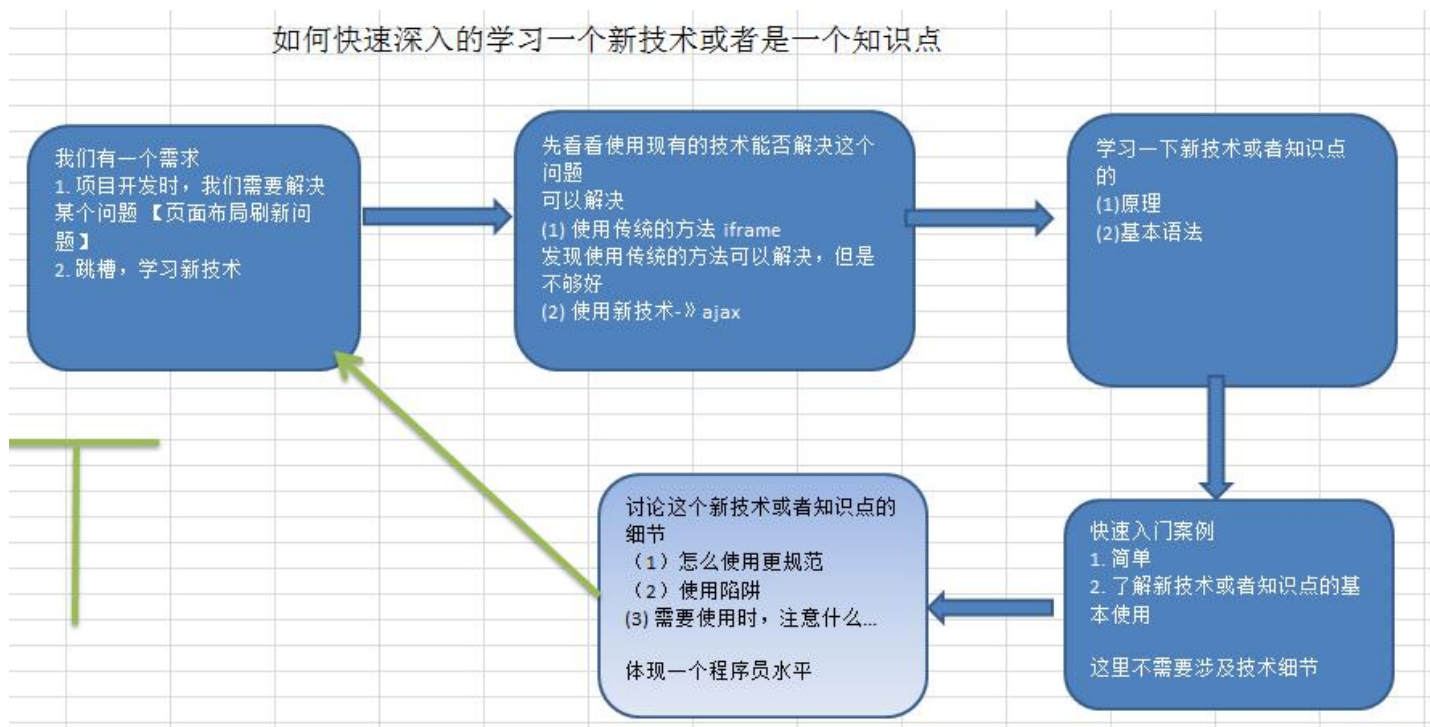 如何快速深入的学习一个新技术或者是一个知识点
我们有一个需求
1. 项目开发时，我们需要解决
某个问题 【页面布局刷新问
题】
2. 跳槽，学习新技术
先看看使用现有的技术能否解决这个
问题
可以解决
(1) 使用传统的方法 iframe
发现使用传统的方法可以解决，但是
不够好
(2) 使用新技术-》ajax
学习一下新技术或者知识点
的
(1)原理
(2)基本语法
快速入门案例
1. 简单
2. 了解新技术或者知识点的基
本使用
这里不需要涉及技术细节
讨论这个新技术或者知识点的
细节
（1）怎么使用更规范
（2）使用陷阱
(3) 需要使用时，注意什么...
体现一个程序员水平